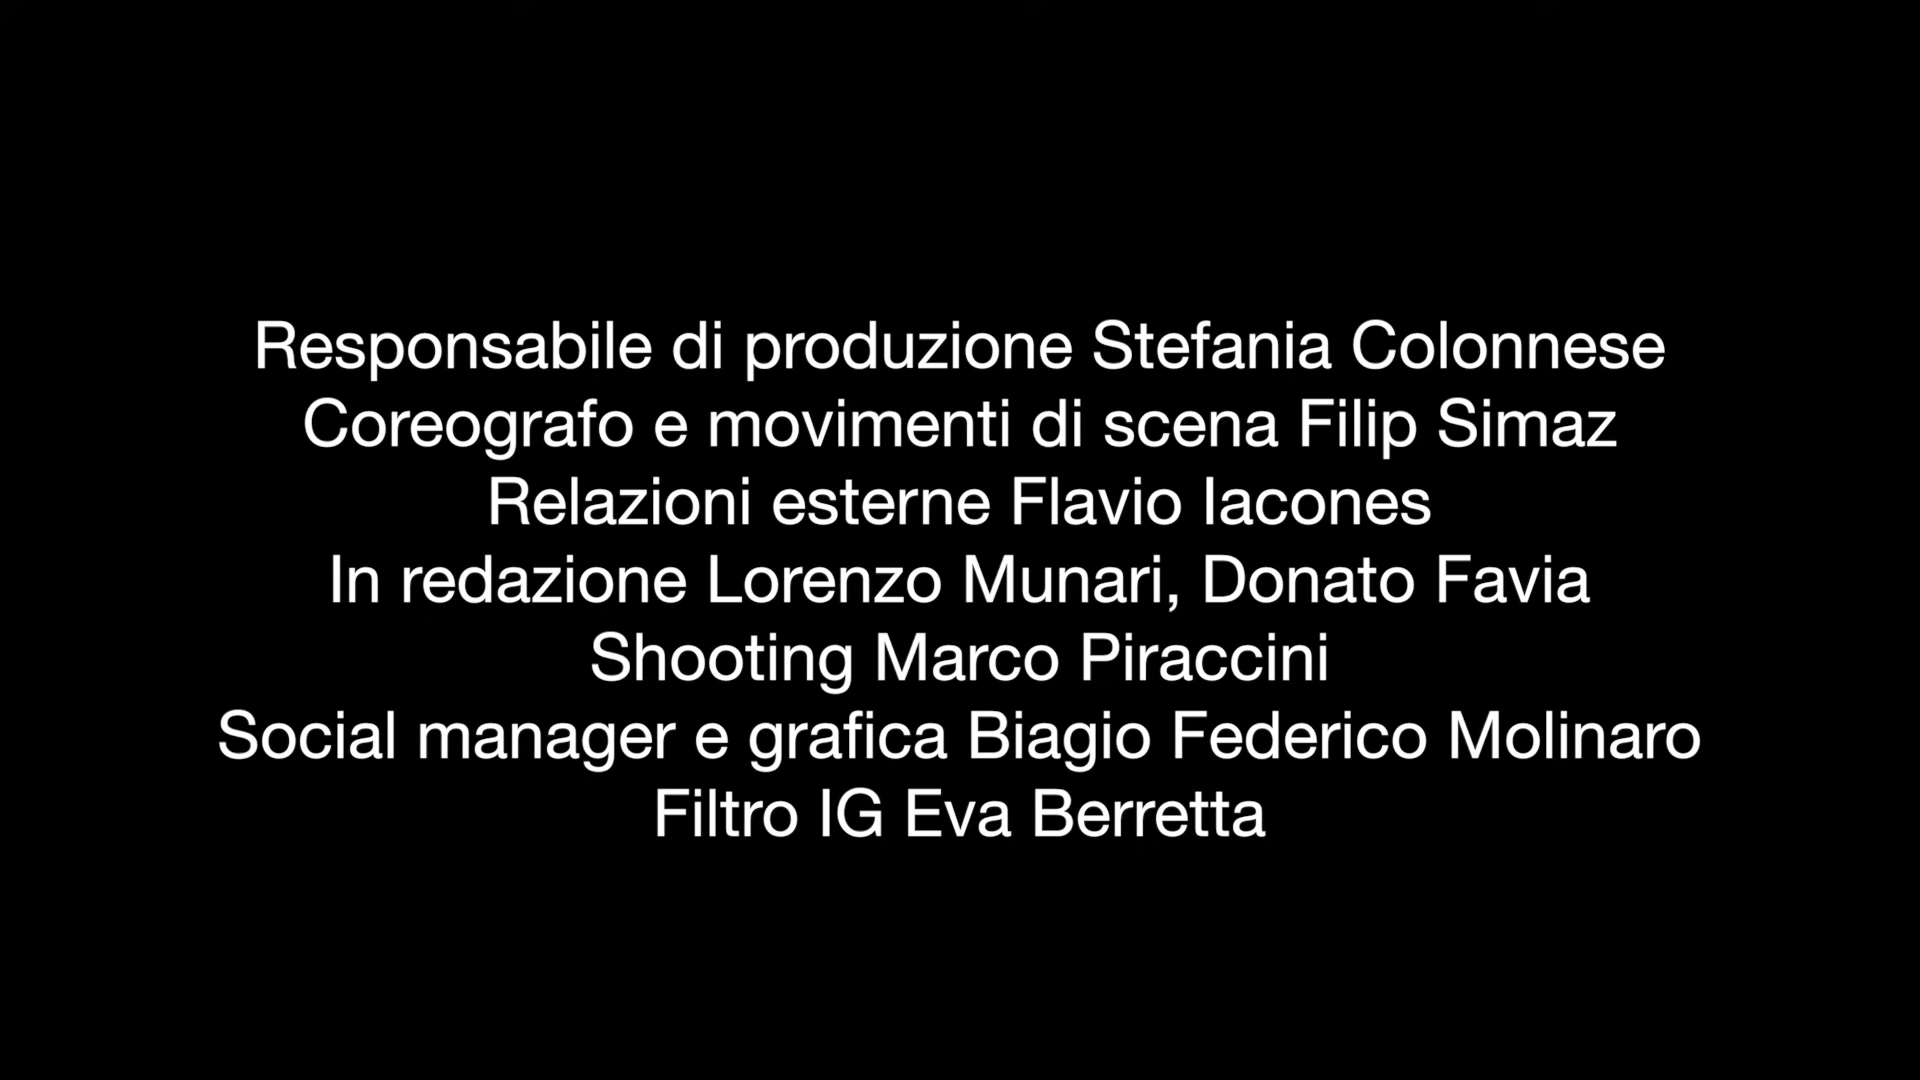 Responsabile di produzione Stefania Colonnese
Coreografo e movimenti di scena Filip Simaz
Relazioni esterne Flavio Iacones
In redazione Lorenzo Munari, Donato Favia
Shooting Marco Piraccini
Social manager e grafica Biagio Federico Molinaro
Filtro IG Eva Berretta